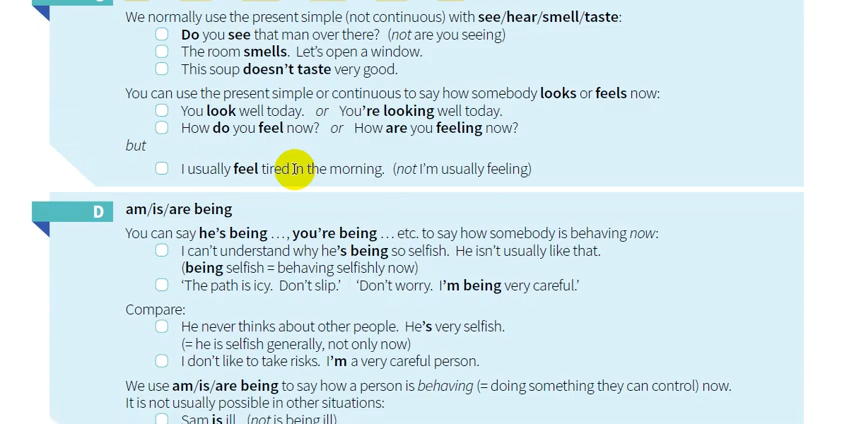 We normally use the present simple (not continuous) with see/hear/smell/taste:
Do you see that man over there? (not are you seeing)
The room smells. Let's open a window.
This soup doesn't taste very good.
You can use the present simple or continuous to say how somebody looks or feels now:
You look well today. or You're looking well today.
How do you feel now? or How are you feeling now?
but
I usually feel tired in the morning. (not I'm usually feeling)
D am/is/are being
You can say he's being …, you're being … etc. to say how somebody is behaving now:
I can't understand why he's being so selfish. He isn't usually like that.
(being selfish = behaving selfishly now)
'The path is icy. Don't slip.' 'Don't worry. I'm being very careful.'
Compare:
He never thinks about other people. He's very selfish.
(= he is selfish generally, not only now)
I don't like to take risks. I'm a very careful person.
We use am/is/are being to say how a person is behaving (= doing something they can control) now.
It is not usually possible in other situations:
Sam is ill. (not is being ill)